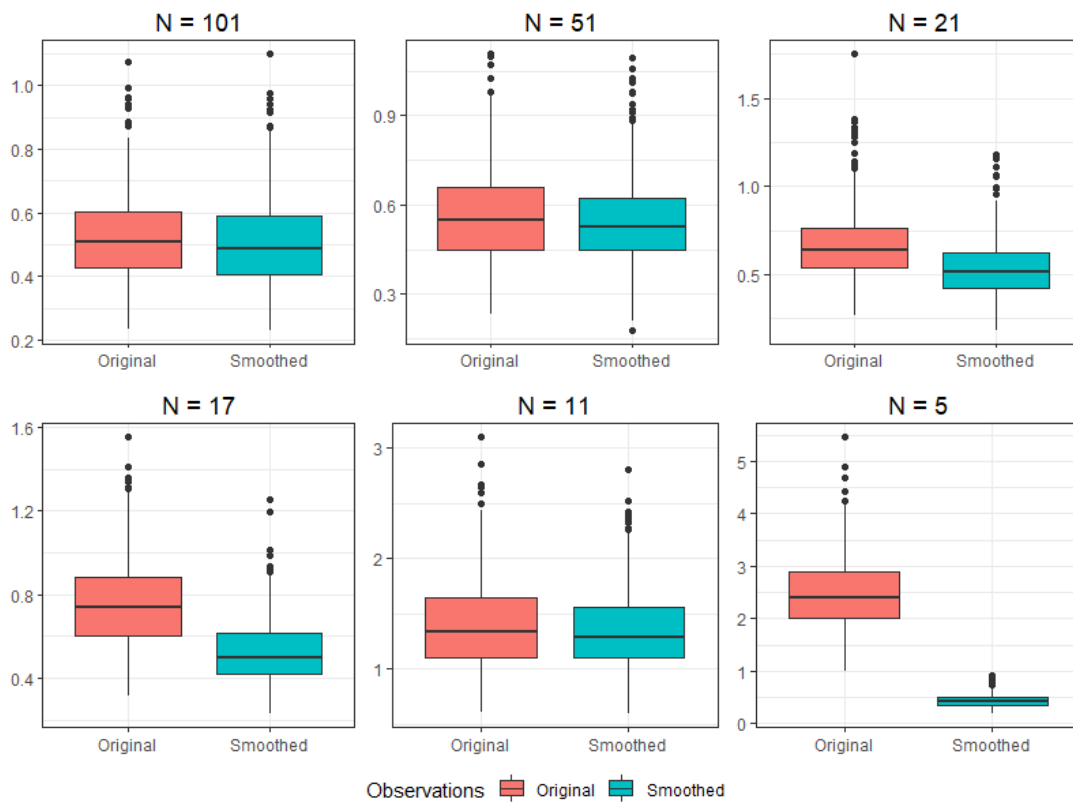 N = 101
1.0
0.8
0.6
0.4
0.2
Original Smoothed
N = 51
0.9
0.6
0.3
Original Smoothed
N = 21
1.5
1.0
0.5
Original Smoothed
N = 17
1.6
1.2
0.8
0.4
Original Smoothed
N = 11
3
2
1
Original Smoothed
N = 5
5
4
3
2
1
0
Original Smoothed
Observations Original Smoothed